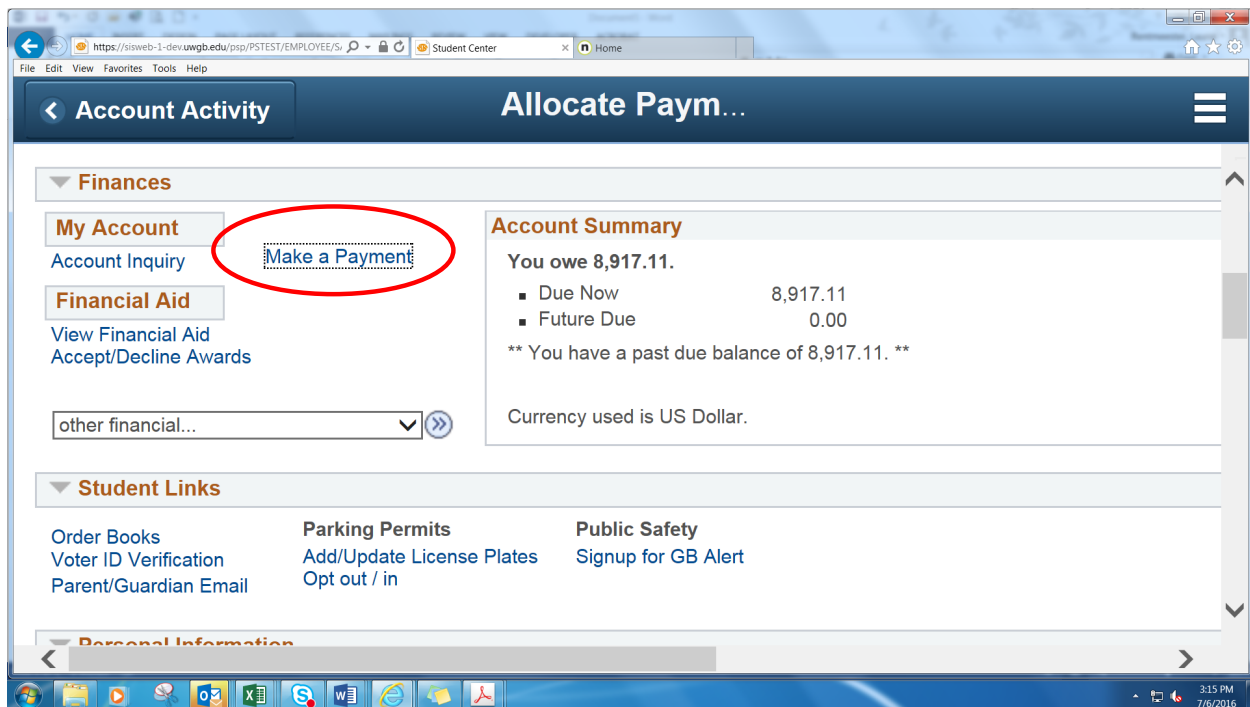 Document1 - Word
https://sisweb-1-dev.uwgb.edu/psp/PSTEST/EMPLOYEE/S/
Student Center
n Home
File Edit View Favorites Tools Help
Account Activity
Allocate Paym...
Finances
My Account
Account Inquiry
Make a Payment
Financial Aid
View Financial Aid
Accept/Decline Awards
other financial...
Account Summary
You owe 8,917.11.
Due Now 8,917.11
Future Due 0.00
** You have a past due balance of 8,917.11. **
Currency used is US Dollar.
Student Links
Order Books
Voter ID Verification
Parent/Guardian Email
Parking Permits
Add/Update License Plates
Opt out / in
Public Safety
Signup for GB Alert
Personal Information
3:15 PM
7/6/2016